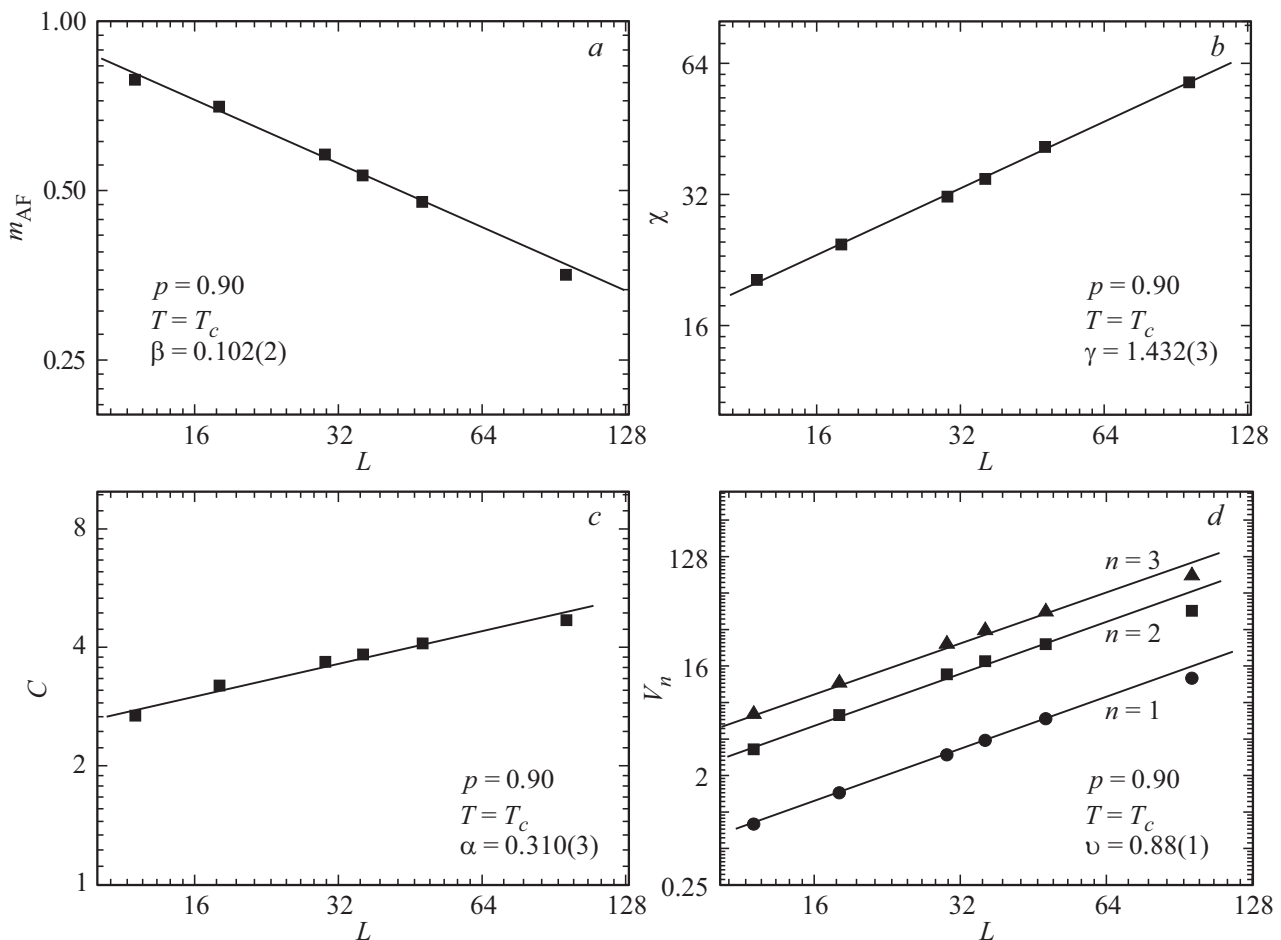 a
1.00
0.50
0.25
m_AF
p = 0.90
T = T_c
β = 0.102(2)
16 32 64 128
L
b
64
32
16
χ
p = 0.90
T = T_c
γ = 1.432(3)
16 32 64 128
L
c
8
4
2
1
C
p = 0.90
T = T_c
α = 0.310(3)
16 32 64 128
L
d
128
16
2
0.25
V_n
n = 3
n = 2
n = 1
p = 0.90
T = T_c
υ = 0.88(1)
16 32 64 128
L